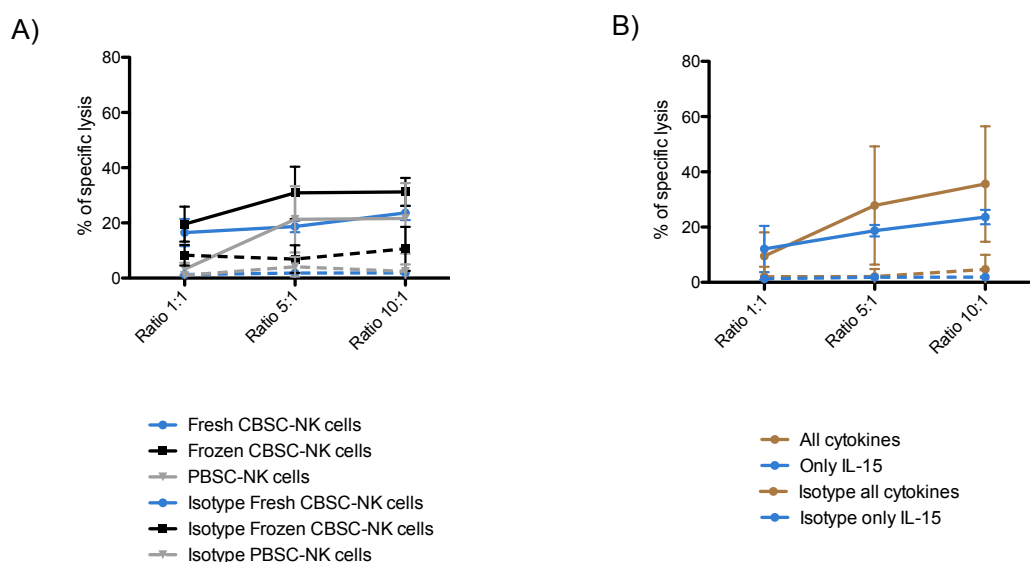 A)
80
60
40
20
0
% of specific lysis
Ratio 1:1
Ratio 5:1
Ratio 10:1
Fresh CBSC-NK cells
Frozen CBSC-NK cells
PBSC-NK cells
Isotype Fresh CBSC-NK cells
Isotype Frozen CBSC-NK cells
Isotype PBSC-NK cells
B)
80
60
40
20
0
% of specific lysis
Ratio 1:1
Ratio 5:1
Ratio 10:1
All cytokines
Only IL-15
Isotype all cytokines
Isotype only IL-15